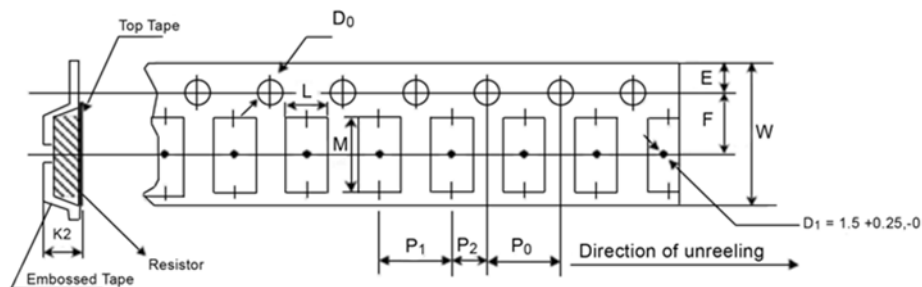 Top Tape
D0
E
L
F
W
M
D1 = 1.5 +0.25,-0
K2
P1
P2
P0
Direction of unreeling
Resistor
Embossed Tape